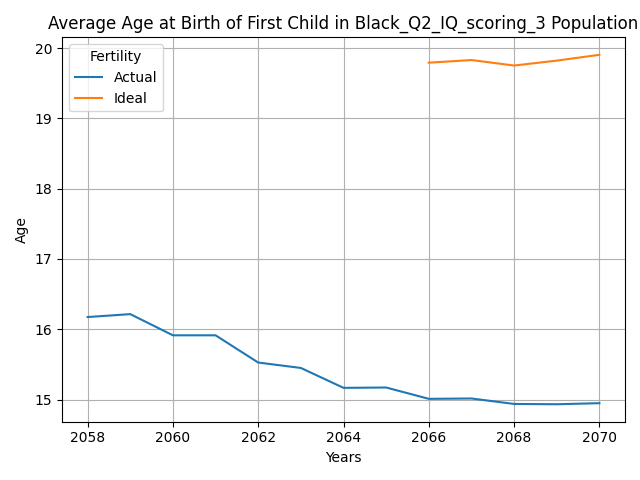 Average Age at Birth of First Child in Black_Q2_IQ_scoring_3 Population
Fertility
Actual
Ideal
20
19
18
17
16
15
Age
2058 2060 2062 2064 2066 2068 2070
Years